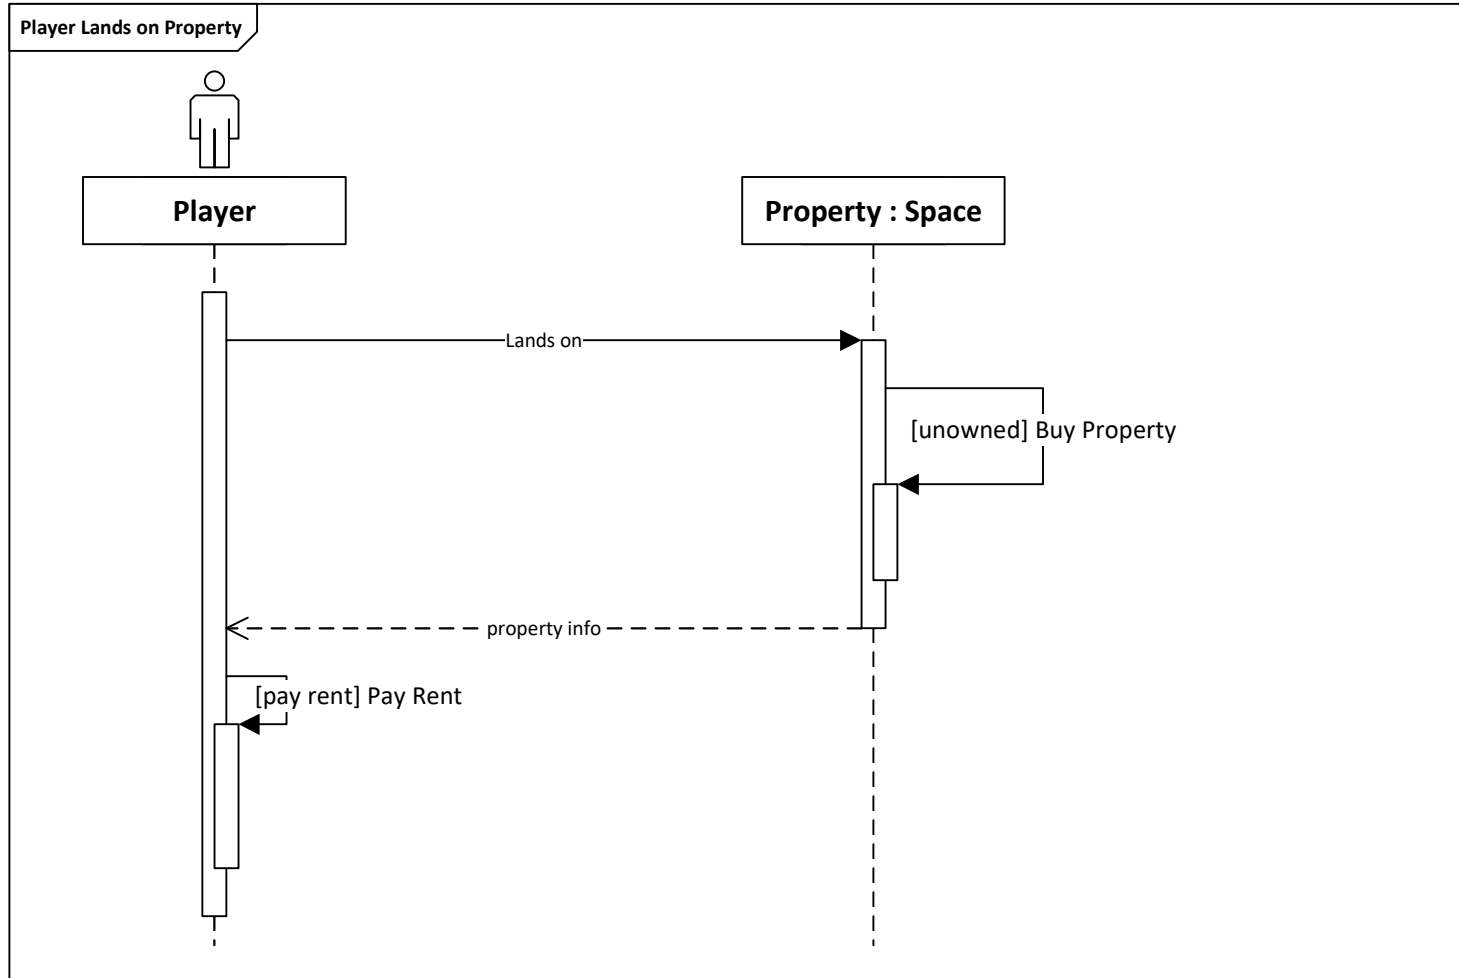 Player Lands on Property
Player
Property : Space
Lands on
[unowned] Buy Property
property info
[pay rent] Pay Rent